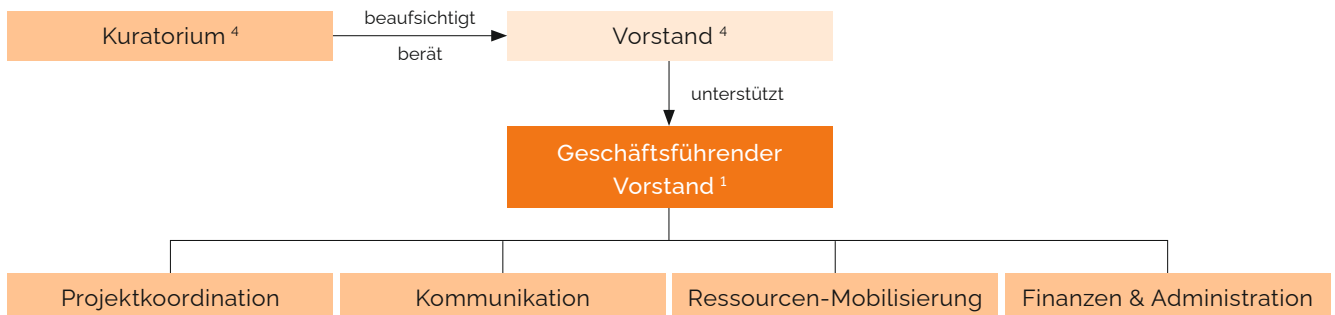 Kuratorium ⁴
beaufsichtigt
berät
Vorstand ⁴
unterstützt
Geschäftsführender
Vorstand ¹
Projektkoordination
Kommunikation
Ressourcen-Mobilisierung
Finanzen & Administration